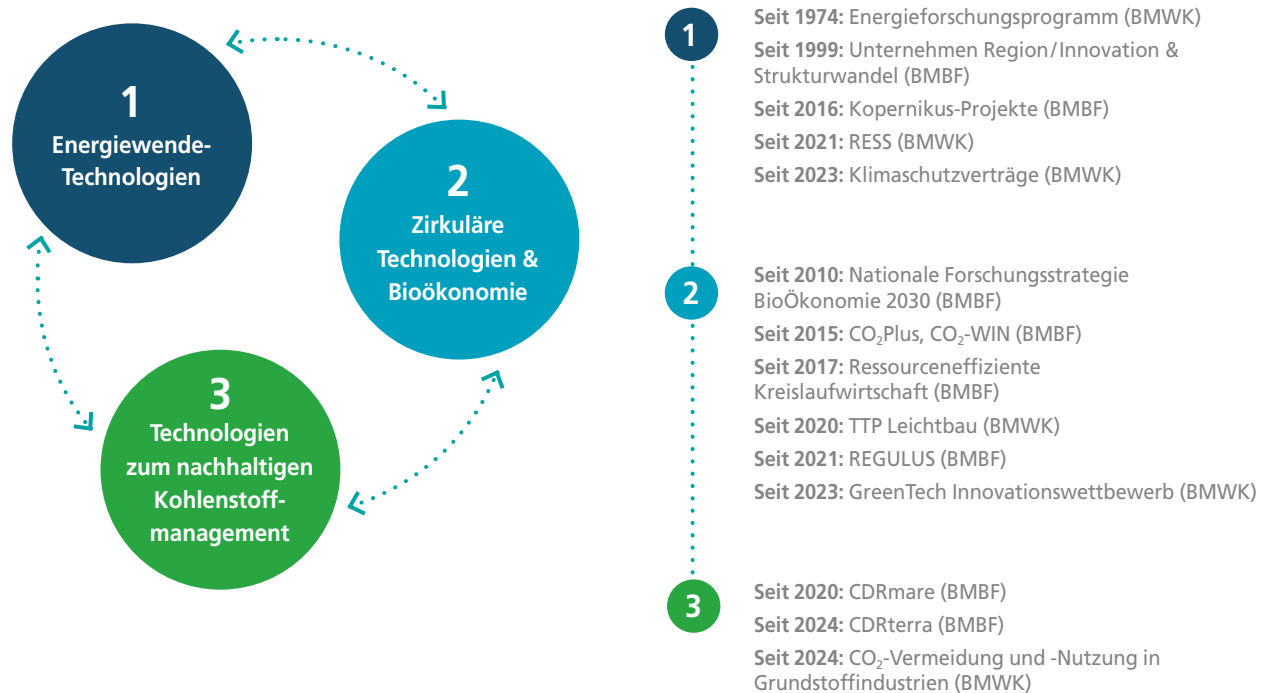 1
Energiewende-
Technologien
2
Zirkuläre
Technologien &
Bioökonomie
3
Technologien
zum nachhaltigen
Kohlenstoff-
management
1
Seit 1974: Energieforschungsprogramm (BMWK)
Seit 1999: Unternehmen Region/Innovation &
Strukturwandel (BMBF)
Seit 2016: Kopernikus-Projekte (BMBF)
Seit 2021: RESS (BMWK)
Seit 2023: Klimaschutzverträge (BMWK)
2
Seit 2010: Nationale Forschungsstrategie
BioÖkonomie 2030 (BMBF)
Seit 2015: CO₂Plus, CO₂-WIN (BMBF)
Seit 2017: Ressourceneffiziente
Kreislaufwirtschaft (BMBF)
Seit 2020: TTP Leichtbau (BMWK)
Seit 2021: REGULUS (BMBF)
Seit 2023: GreenTech Innovationswettbewerb (BMWK)
3
Seit 2020: CDRmare (BMBF)
Seit 2024: CDRterra (BMBF)
Seit 2024: CO₂-Vermeidung und -Nutzung in
Grundstoffindustrien (BMWK)